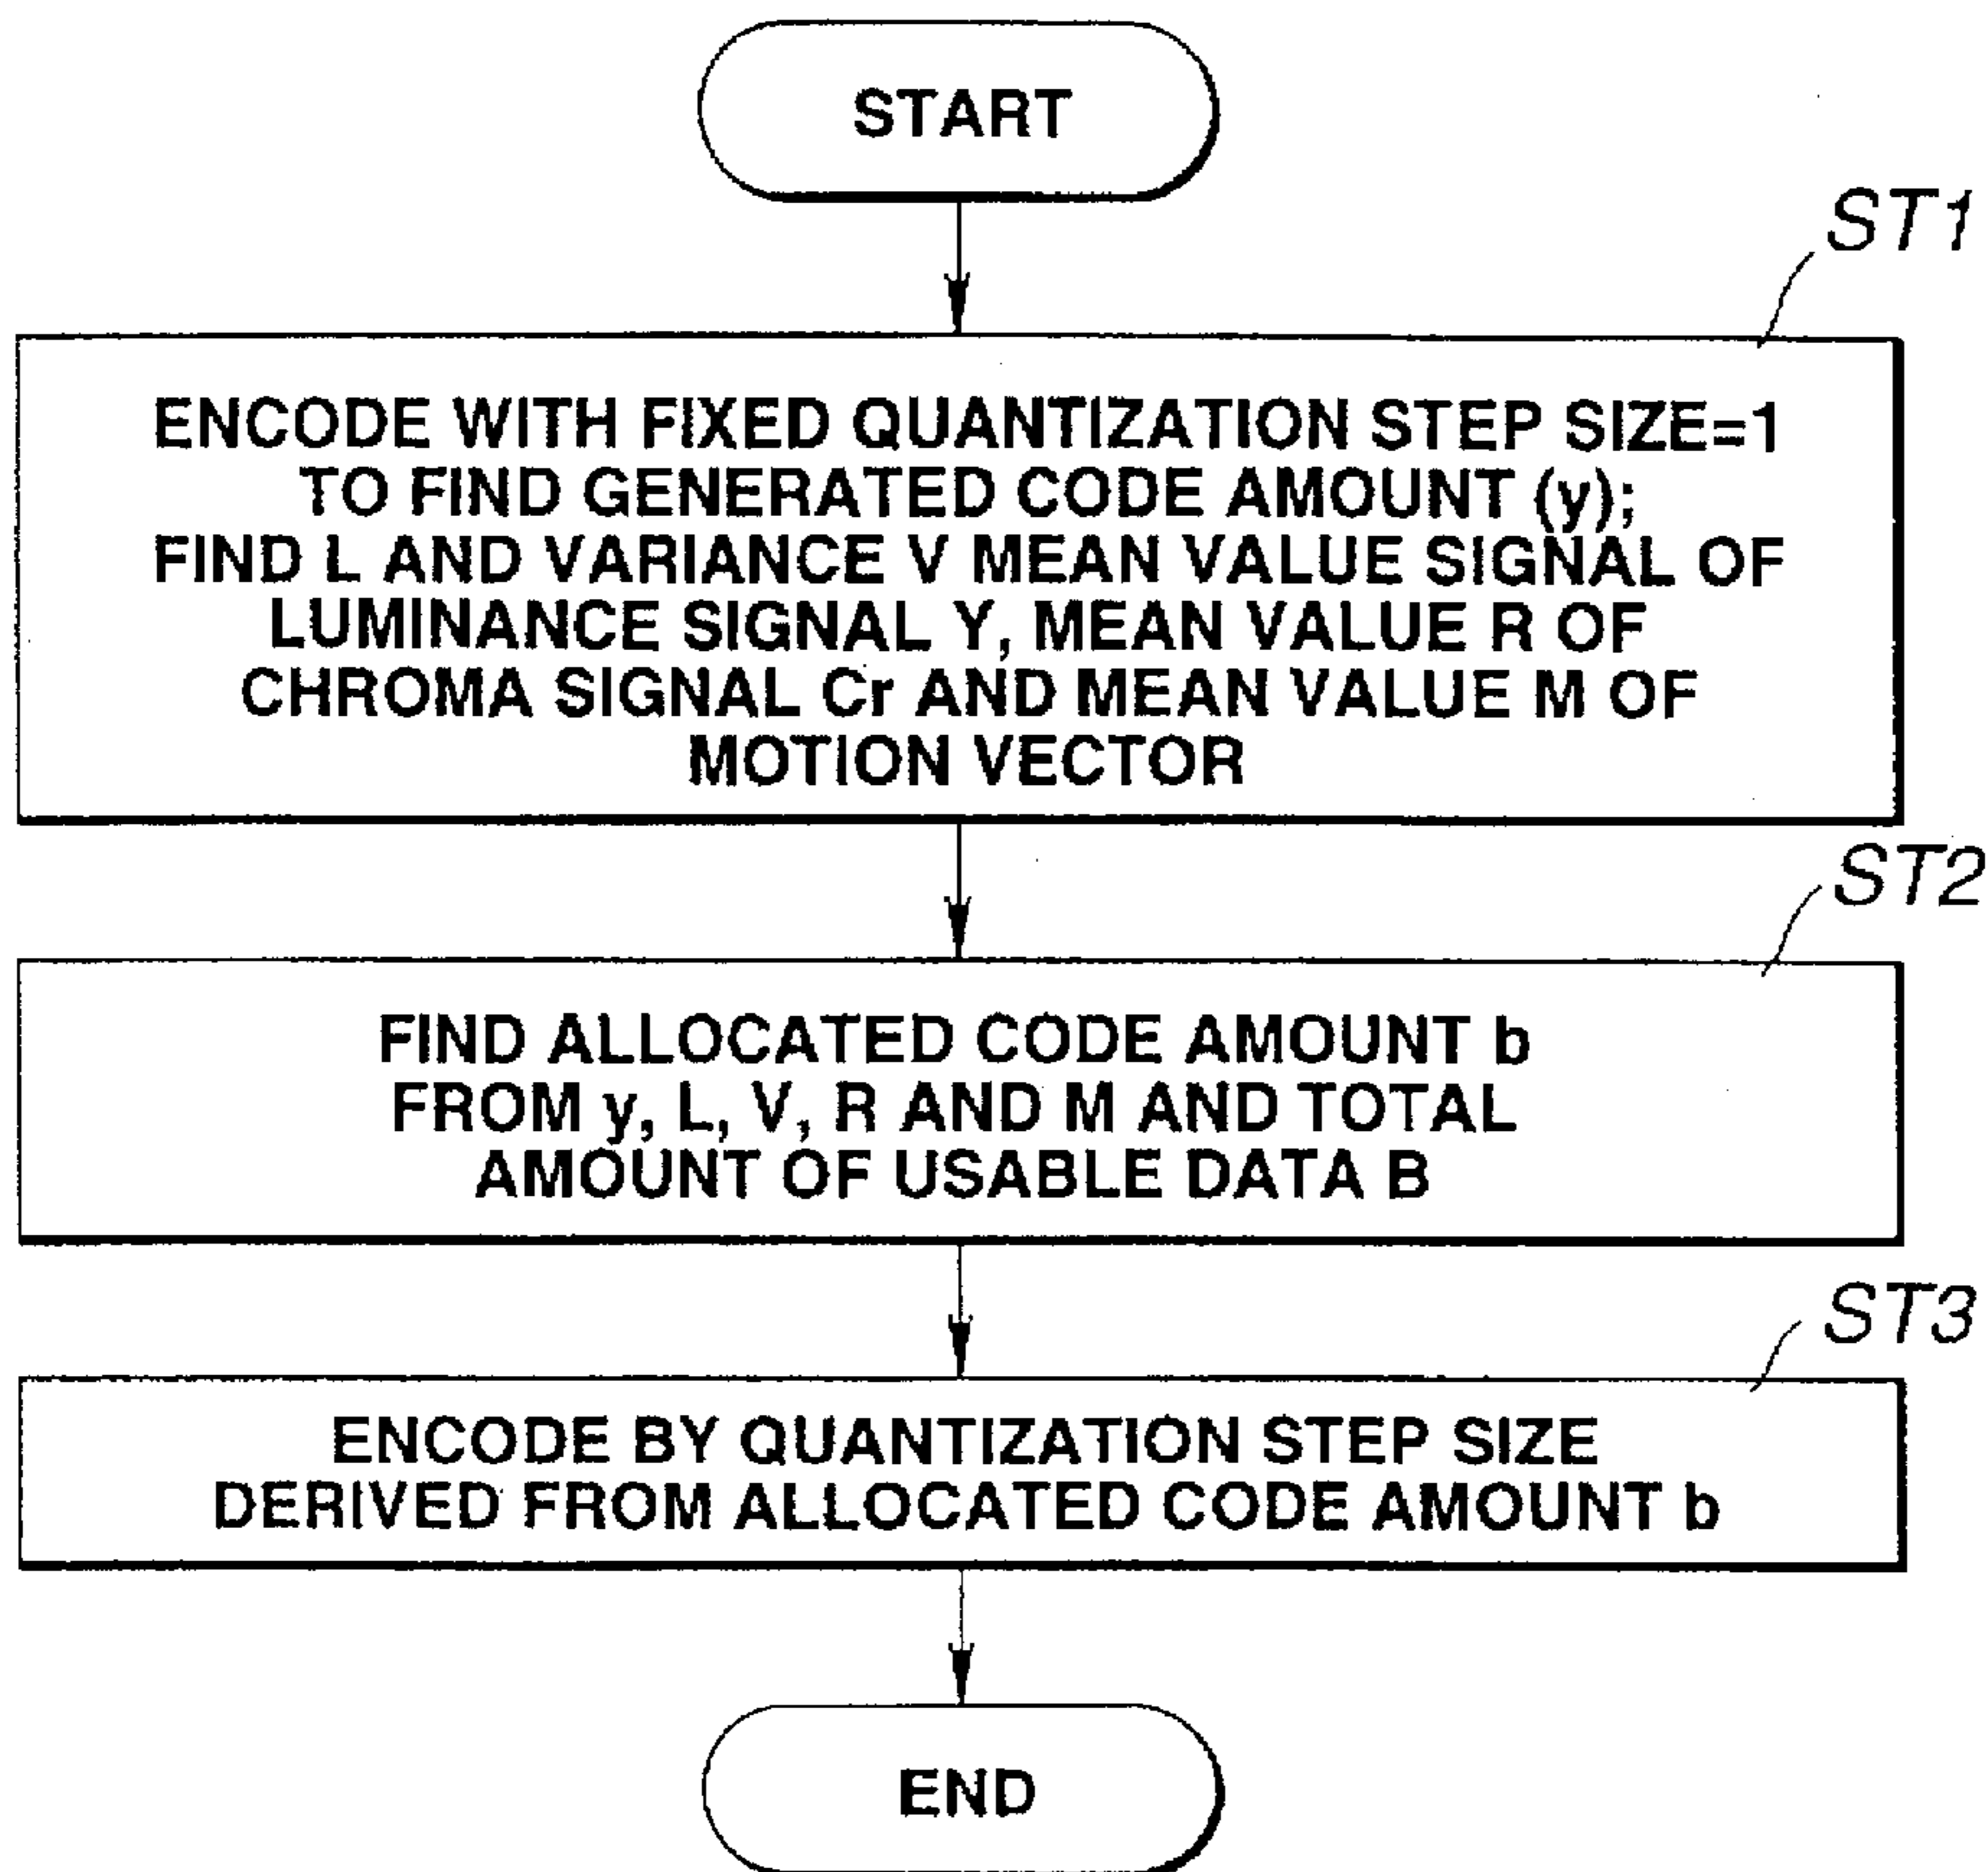 START
ST1
ENCODE WITH FIXED QUANTIZATION STEP SIZE=1
TO FIND GENERATED CODE AMOUNT (y);
FIND L AND VARIANCE V MEAN VALUE SIGNAL OF
LUMINANCE SIGNAL Y, MEAN VALUE R OF
CHROMA SIGNAL Cr AND MEAN VALUE M OF
MOTION VECTOR
ST2
FIND ALLOCATED CODE AMOUNT b
FROM y, L, V, R AND M AND TOTAL
AMOUNT OF USABLE DATA B
ST3
ENCODE BY QUANTIZATION STEP SIZE
DERIVED FROM ALLOCATED CODE AMOUNT b
END